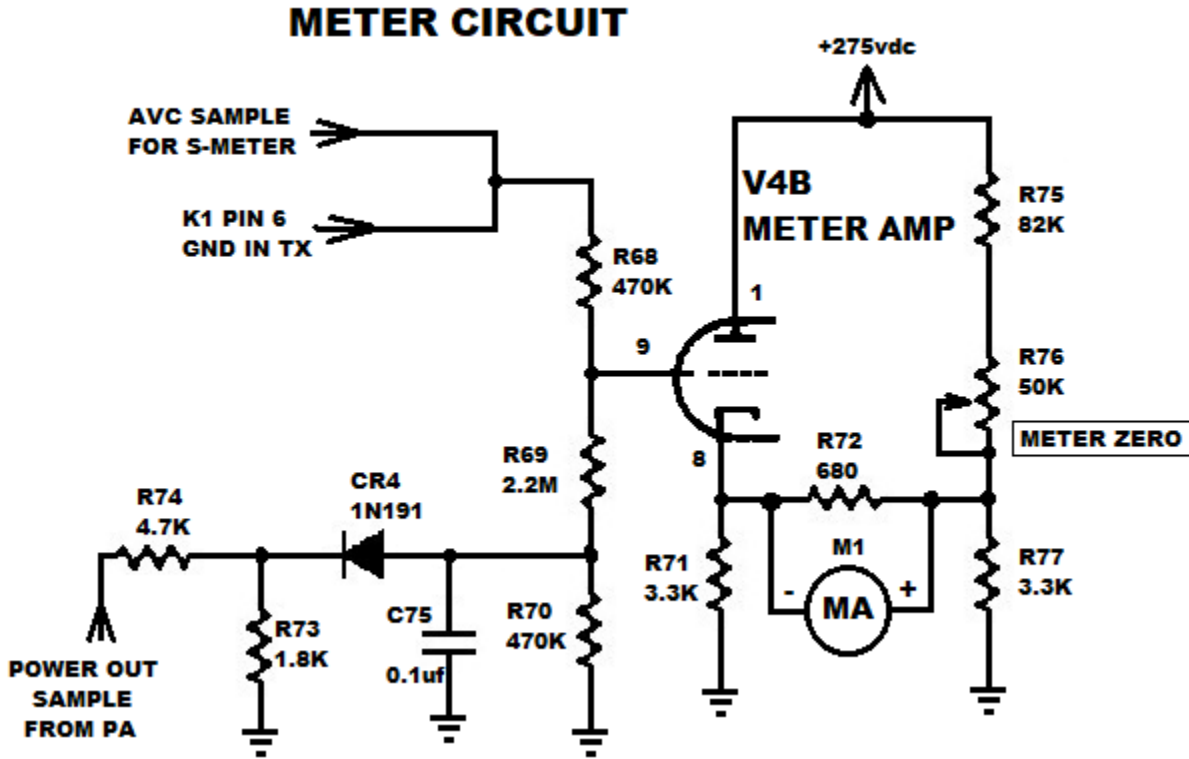 METER CIRCUIT
+275vdc
AVC SAMPLE
FOR S-METER
K1 PIN 6
GND IN TX
R68
470K
V4B
METER AMP
R75
82K
1
9
8
R76
50K
METER ZERO
R69
2.2M
R72
680
CR4
1N191
R74
4.7K
R71
3.3K
M1
-
+
MA
R77
3.3K
R73
1.8K
C75
0.1uf
R70
470K
POWER OUT
SAMPLE
FROM PA